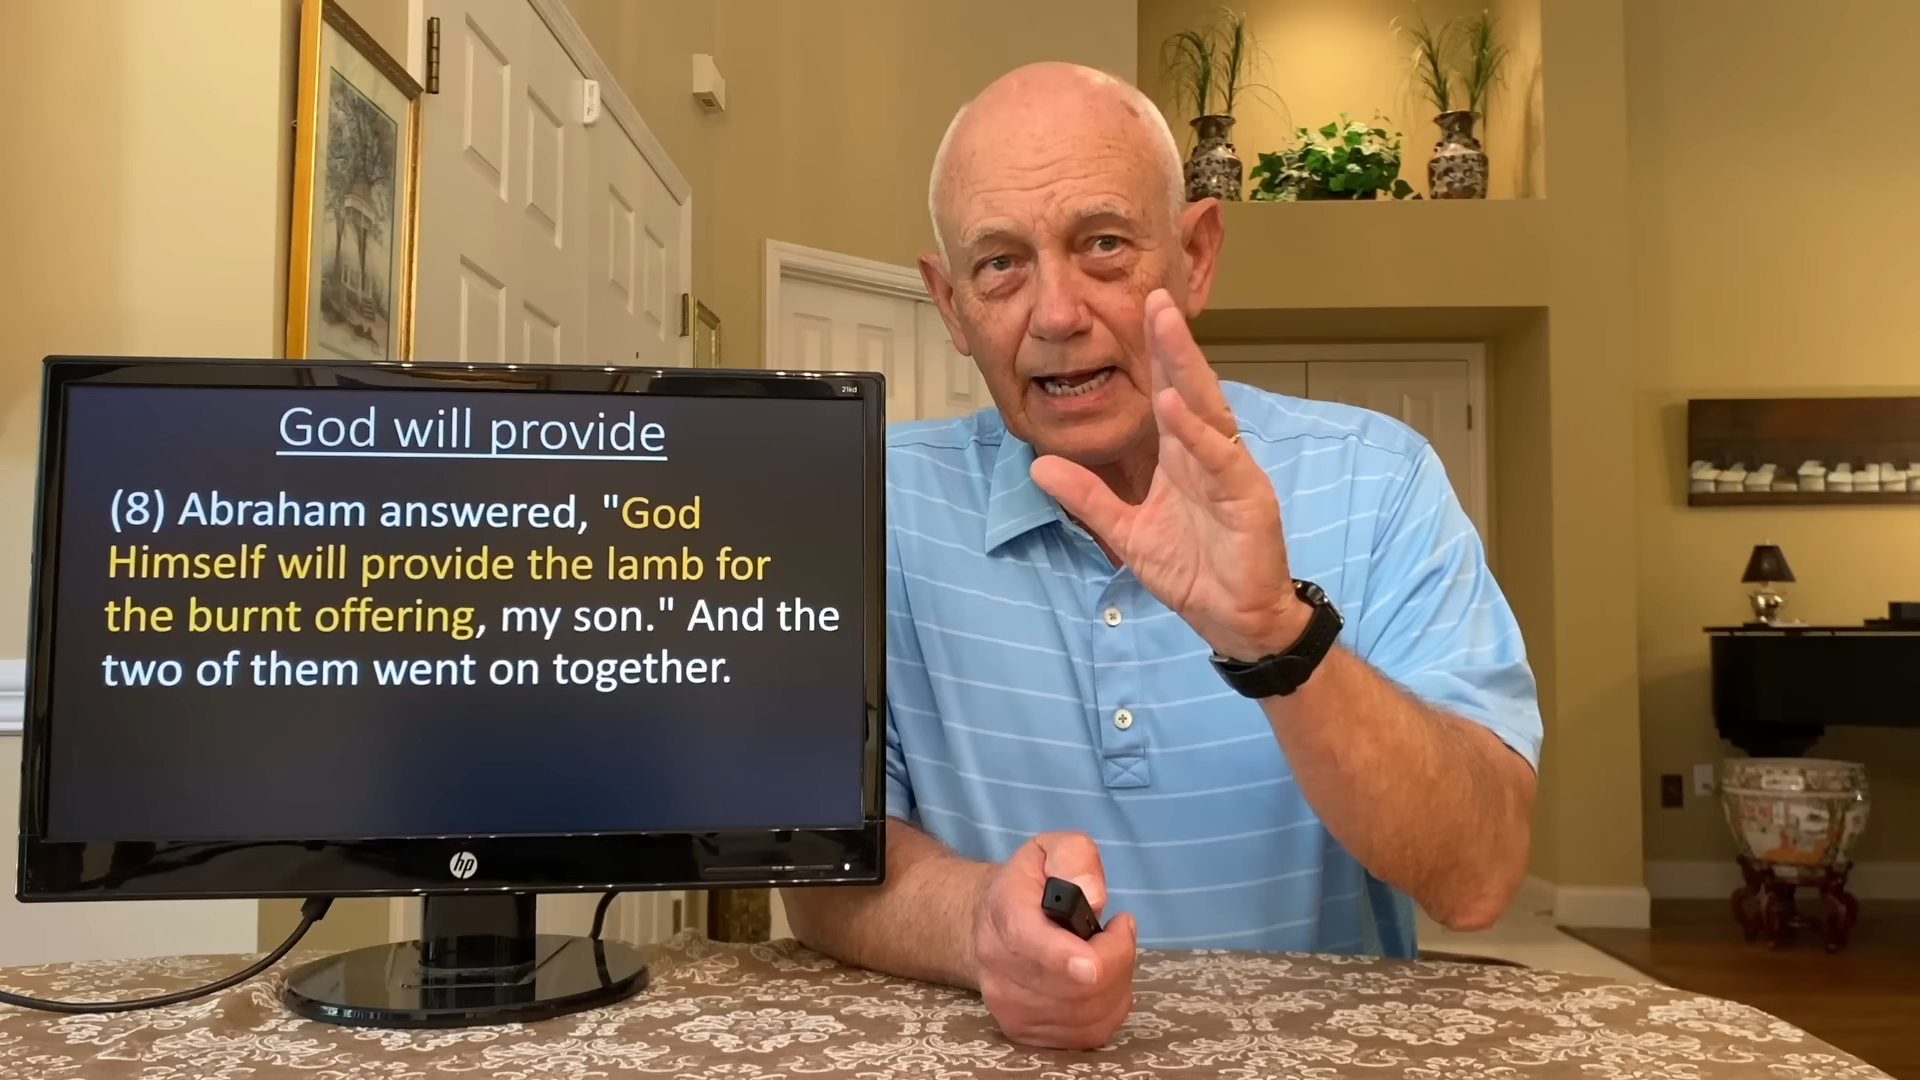 21kd
God will provide
(8) Abraham answered, "God
Himself will provide the lamb for
the burnt offering, my son." And the
two of them went on together.
hp